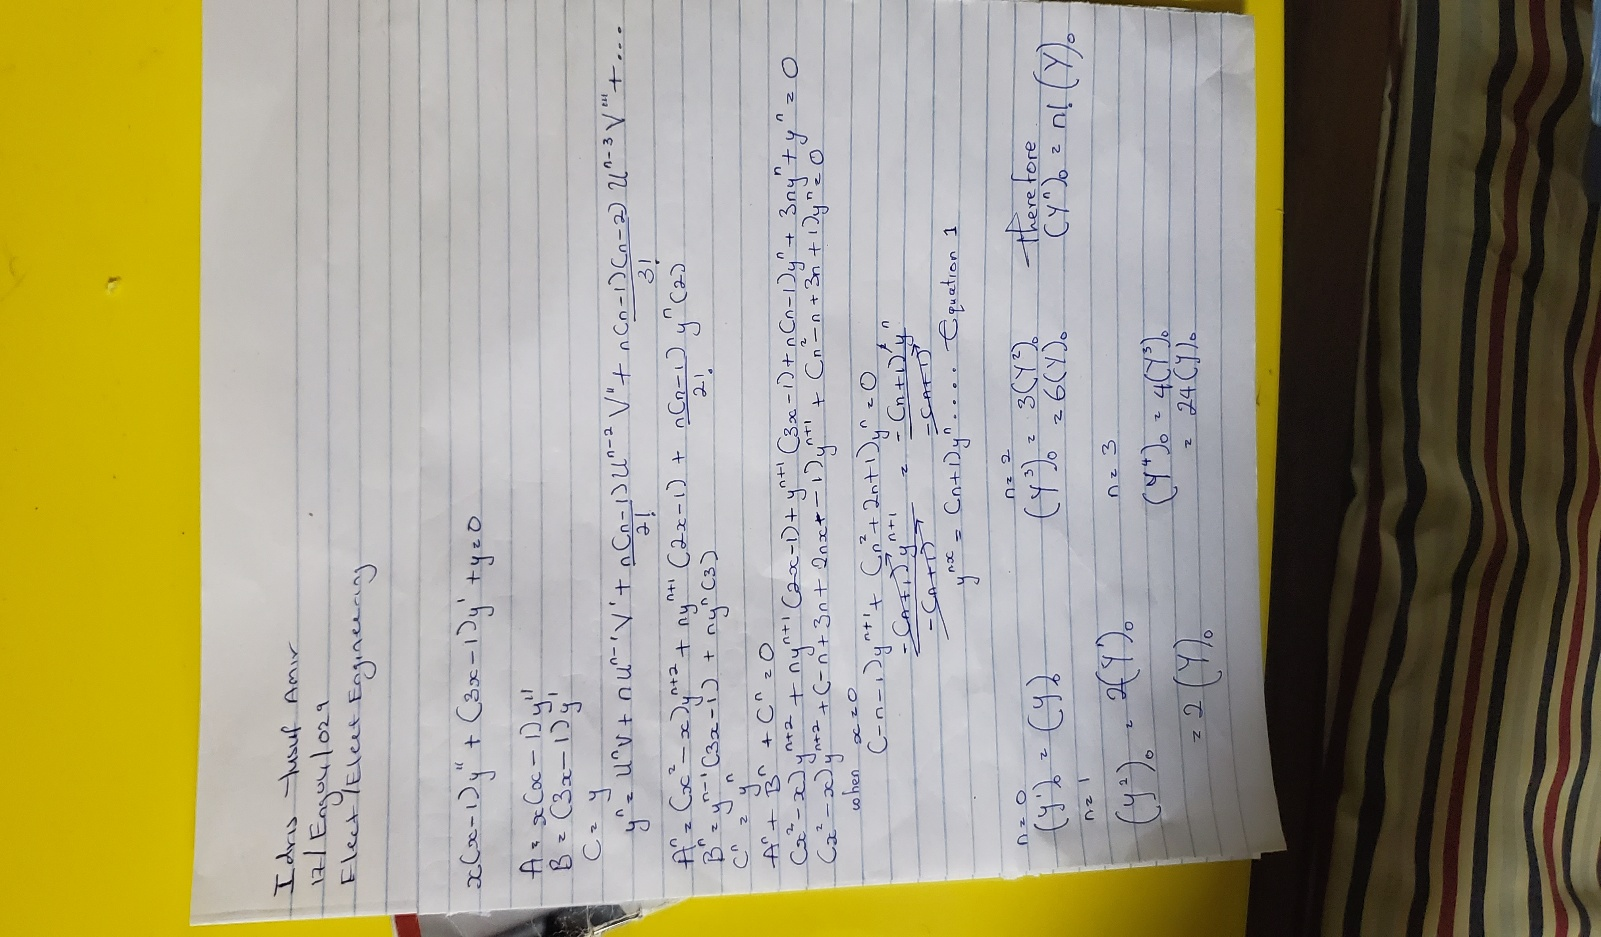 Idris Yusuf Amir
17/Eng04/029
Elect/Elect Engineering
x(x-1)y'' + (3x-1)y' + y=0
A = x(x-1)y''
B = (3x-1)y'
C = y
yⁿ = uⁿv + nuⁿ⁻¹v' + n(n-1)uⁿ⁻²v''/2! + n(n-1)(n-2)uⁿ⁻³v'''/3! + ...
Aⁿ = (x²-x)yⁿ⁺² + nyⁿ⁺¹(2x-1) + n(n-1)/2! yⁿ(2)
Bⁿ = yⁿ⁻¹(3x-1) + nyⁿ(3)
Cⁿ = yⁿ
Aⁿ + Bⁿ + Cⁿ = 0
(x²-x)yⁿ⁺² + nyⁿ⁺¹(2x-1) + yⁿ⁺¹(3x-1) + n(n-1)yⁿ + 3nyⁿ + yⁿ = 0
(x²-x)yⁿ⁺² + (-n+3n+2nx-1)yⁿ⁺¹ + (n²-n+3n+1)yⁿ = 0
when x=0
(-n-1)yⁿ⁺¹ + (n²+2n+1)yⁿ = 0
-(n+1)yⁿ⁺¹/-(n+1) = -(n+1)²yⁿ/-(n+1)
= (n+1)yⁿ ..... Equation 1
n=0
(y')₀ = (y)₀
n=1
(y²)₀ = 2(y')₀
= 2(y)₀
n=2
(y³)₀ = 3(y²)₀
= 6(y)₀
n=3
(y⁴)₀ = 4(y³)₀
= 24(y)₀
therefore
(yⁿ)₀ = n! (y)₀